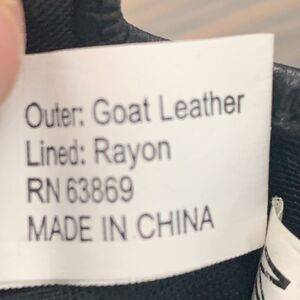 Outer: Goat Leather
Lined: Rayon
RN 63869
MADE IN CHINA